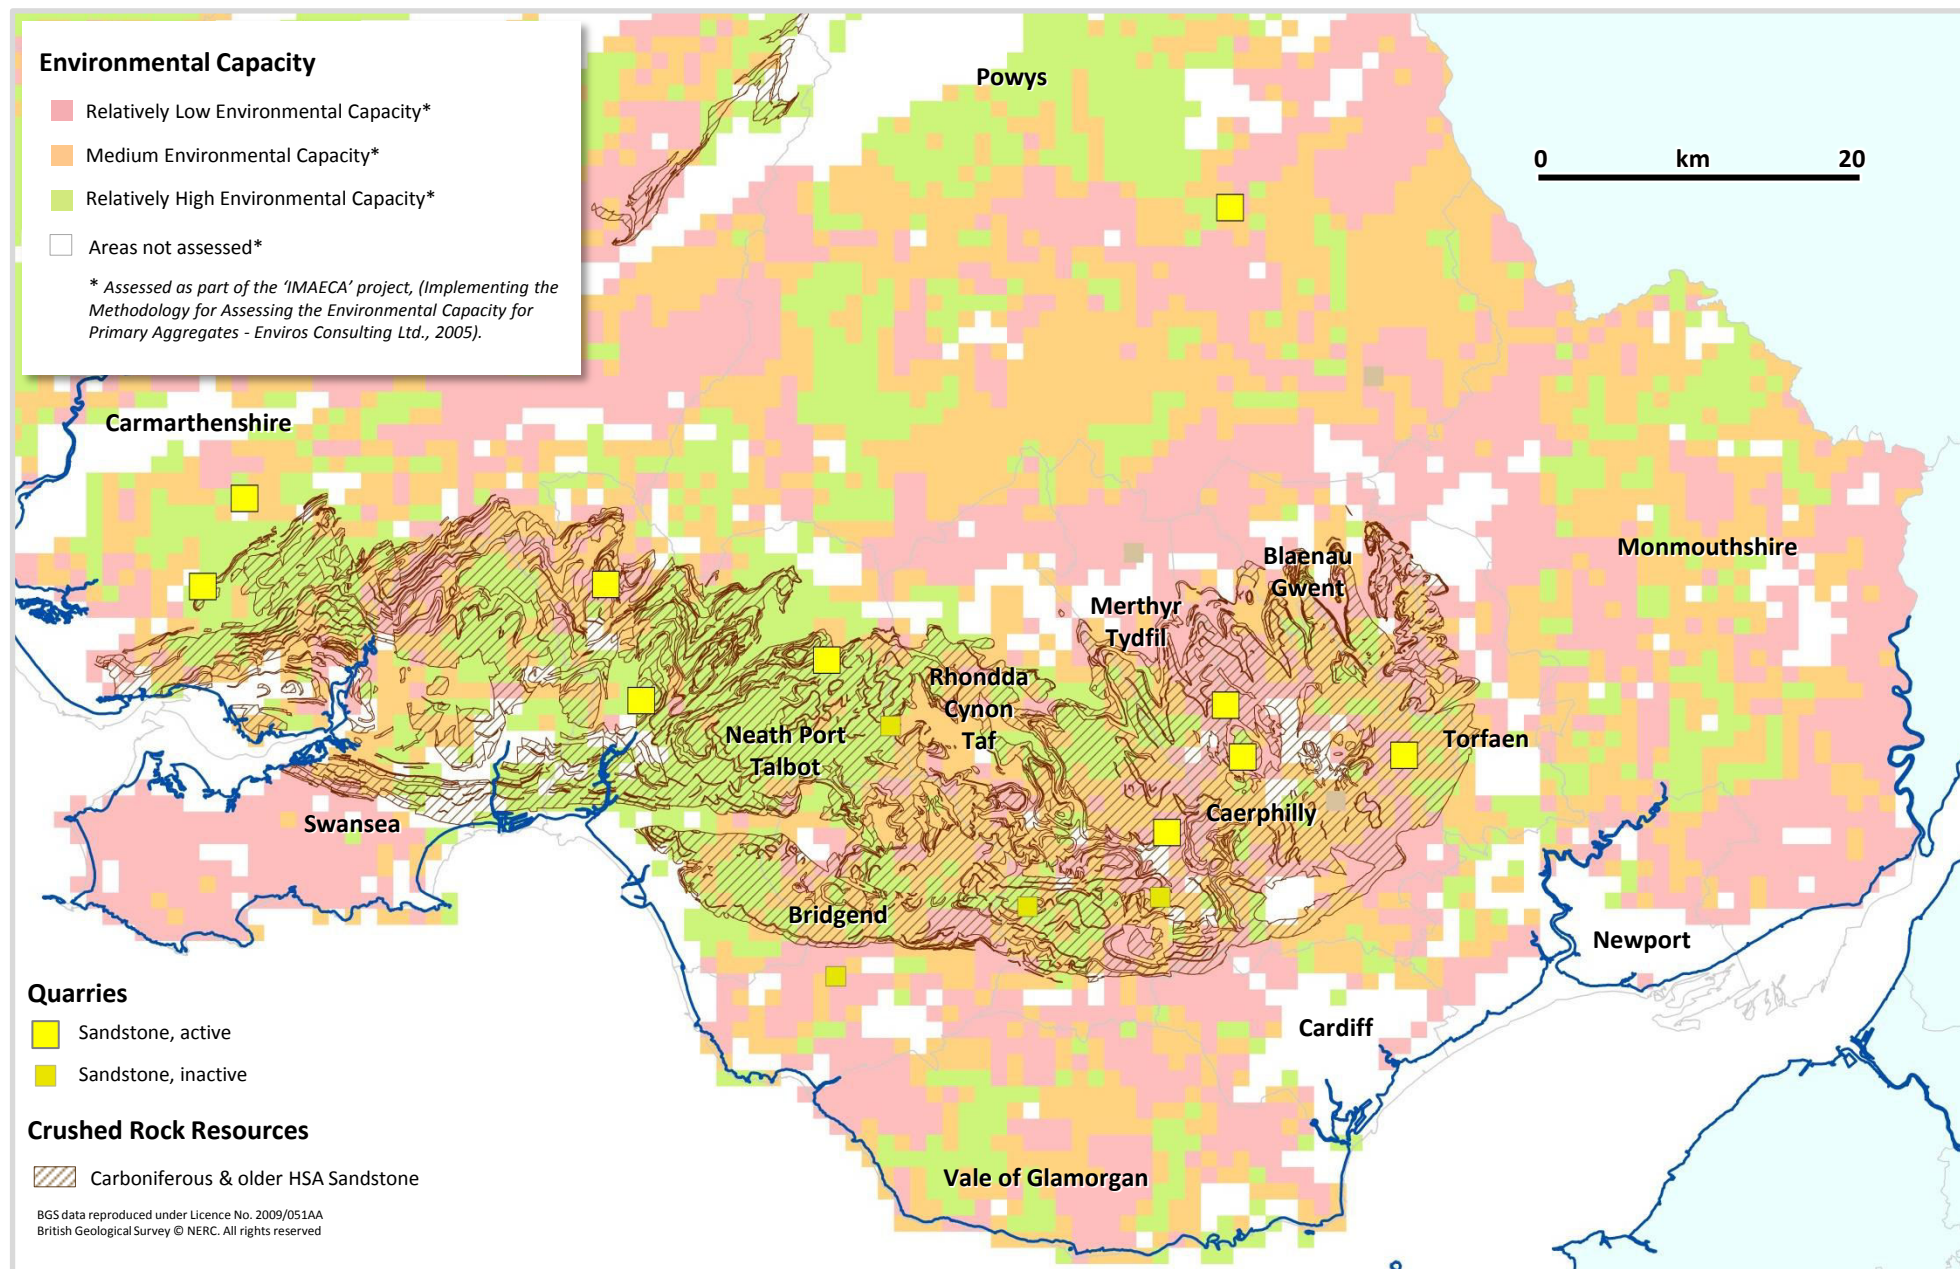 Environmental Capacity
Relatively Low Environmental Capacity*
Medium Environmental Capacity*
Relatively High Environmental Capacity*
Areas not assessed*
* Assessed as part of the ‘IMAECA’ project, (Implementing the
Methodology for Assessing the Environmental Capacity for
Primary Aggregates - Enviros Consulting Ltd., 2005).
Powys
0 km 20
Carmarthenshire
Monmouthshire
Blaenau
Gwent
Merthyr
Tydfil
Rhondda
Cynon
Taf
Neath Port
Talbot
Torfaen
Swansea
Caerphilly
Bridgend
Newport
Cardiff
Vale of Glamorgan
Quarries
Sandstone, active
Sandstone, inactive
Crushed Rock Resources
Carboniferous & older HSA Sandstone
BGS data reproduced under Licence No. 2009/051AA
British Geological Survey © NERC. All rights reserved